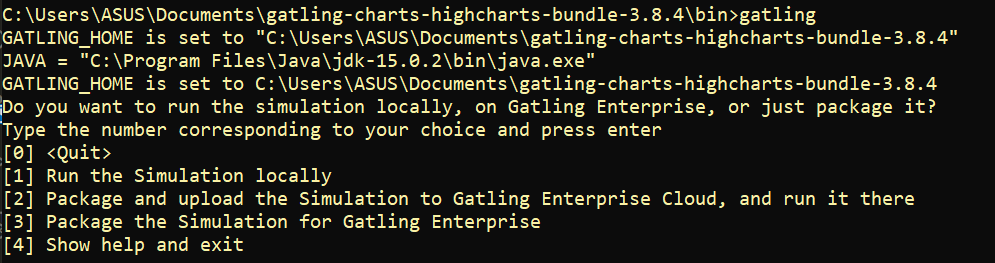 C:\Users\ASUS\Documents\gatling-charts-highcharts-bundle-3.8.4\bin>gatling
GATLING_HOME is set to "C:\Users\ASUS\Documents\gatling-charts-highcharts-bundle-3.8.4"
JAVA = "C:\Program Files\Java\jdk-15.0.2\bin\java.exe"
GATLING_HOME is set to C:\Users\ASUS\Documents\gatling-charts-highcharts-bundle-3.8.4
Do you want to run the simulation locally, on Gatling Enterprise, or just package it?
Type the number corresponding to your choice and press enter
[0] <Quit>
[1] Run the Simulation locally
[2] Package and upload the Simulation to Gatling Enterprise Cloud, and run it there
[3] Package the Simulation for Gatling Enterprise
[4] Show help and exit